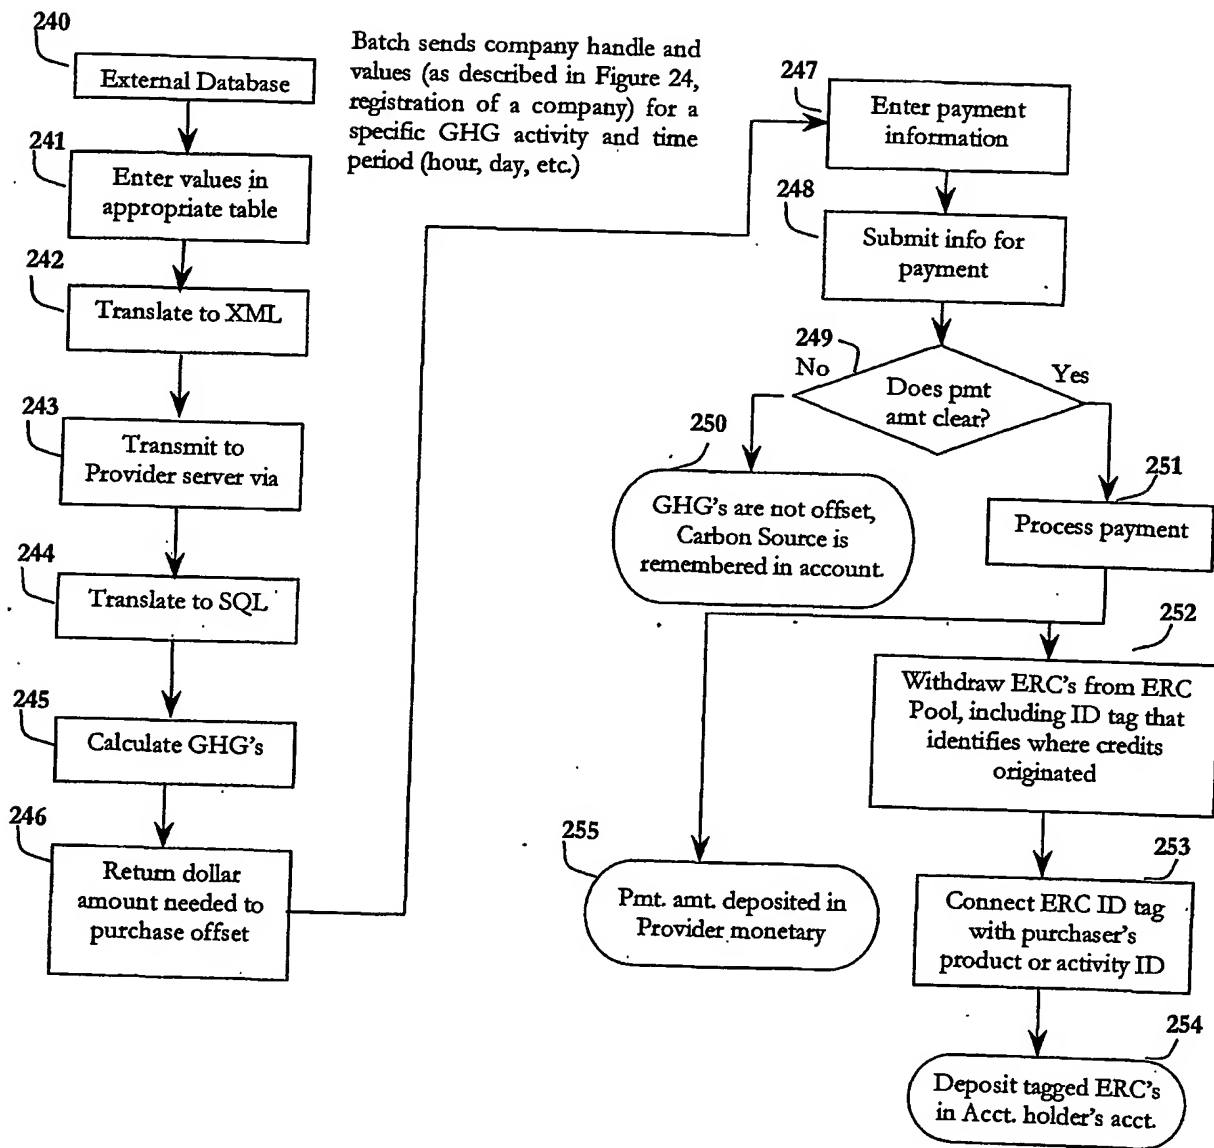 240
External Database
241
Enter values in
appropriate table
242
Translate to XML
243
Transmit to
Provider server via
244
Translate to SQL
245
Calculate GHG's
246
Return dollar
amount needed to
purchase offset
Batch sends company handle and
values (as described in Figure 24,
registration of a company) for a
specific GHG activity and time
period (hour, day, etc.)
247
Enter payment
information
248
Submit info for
payment
249
No
Yes
Does pmt
amt clear?
250
GHG's are not offset,
Carbon Source is
remembered in account.
251
Process payment
252
Withdraw ERC's from ERC
Pool, including ID tag that
identifies where credits
originated
253
Connect ERC ID tag
with purchaser's
product or activity ID
254
Deposit tagged ERC's
in Acct. holder's acct.
255
Pmt. amt. deposited in
Provider monetary